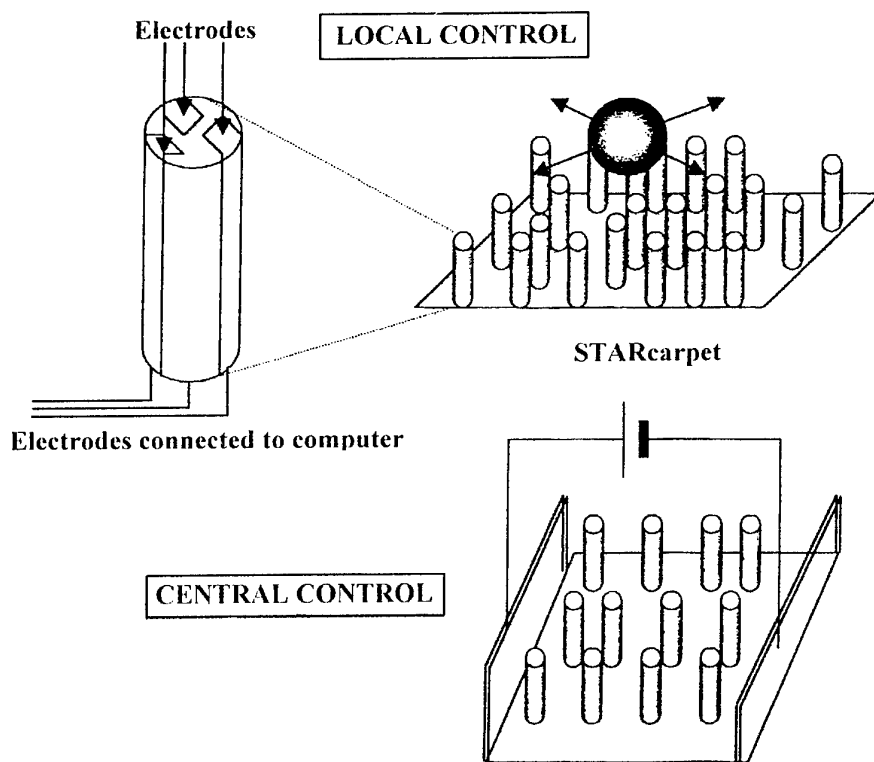 Electrodes
LOCAL CONTROL
STARcarpet
Electrodes connected to computer
CENTRAL CONTROL